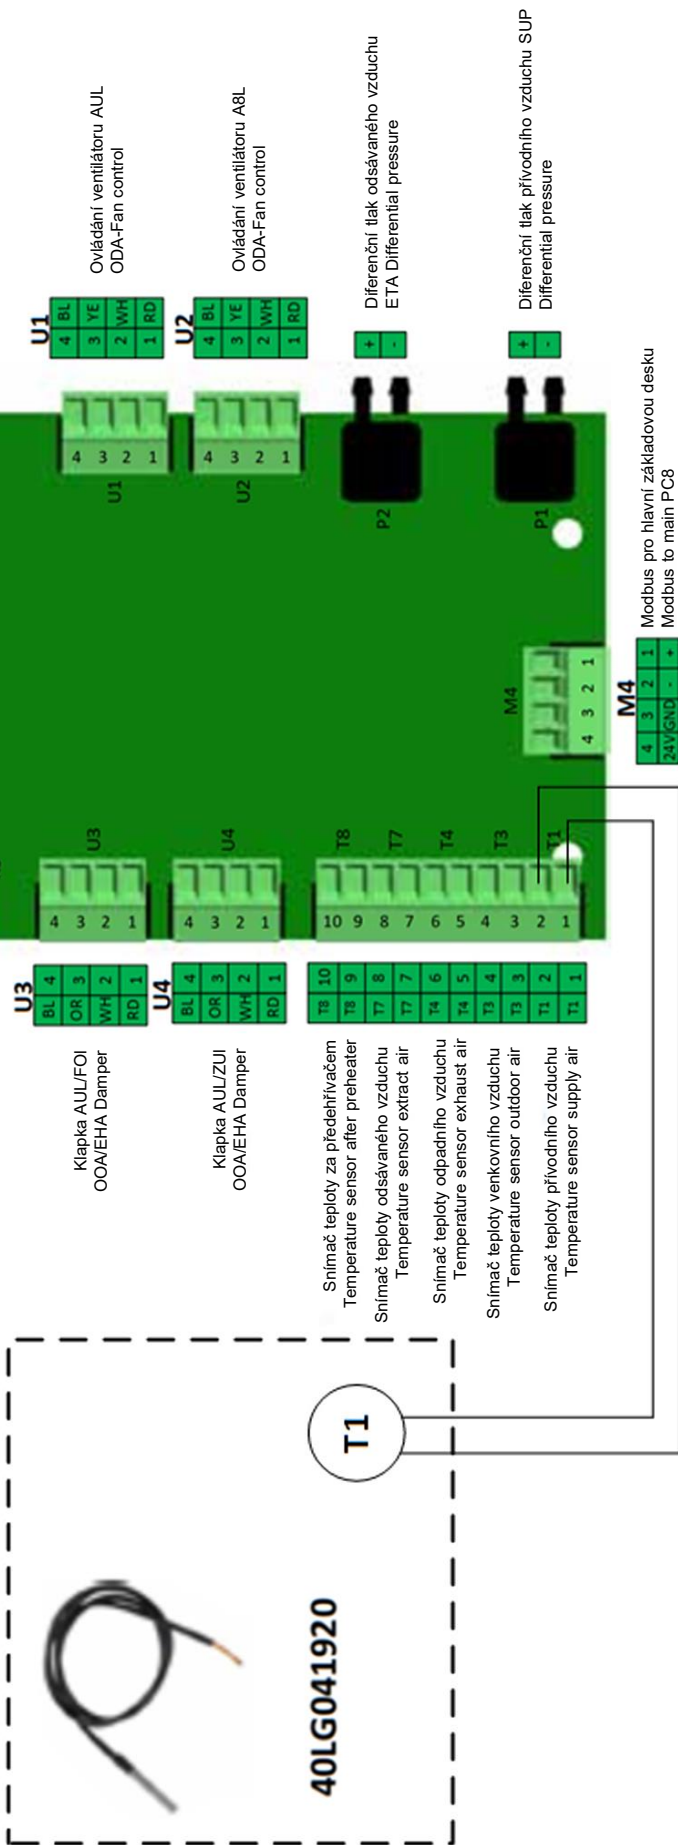 Ovládání ventilátoru AUL
ODA-Fan control
Ovládání ventilátoru A8L
ODA-Fan control
Diferenční tlak odsávaného vzduchu
ETA Differential pressure
Diferenční tlak přívodního vzduchu SUP
Differential pressure
U1
4 BL
3 YE
2 WH
1 RD
U2
4 BL
3 YE
2 WH
1 RD
+
-
+
-
4
3
2
1
U1
4
3
2
1
U2
P2
P1
M4
4 3 2 1
M4
4 3 2 1
24V GND - +
Modbus pro hlavní základovou desku
Modbus to main PC8
U3
4
3
2
1
U4
4
3
2
1
T8
T7
T4
T3
T1
10
9
8
7
6
5
4
3
2
1
U3
BL 4
OR 3
WH 2
RD 1
U4
BL 4
OR 3
WH 2
RD 1
T8 10
T8 9
T7 8
T7 7
T4 6
T4 5
T3 4
T3 3
T1 2
T1 1
Klapka AUL/FOI
OOA/EHA Damper
Klapka AUL/ZUI
OOA/EHA Damper
Snímač teploty za předehřívačem
Temperature sensor after preheater
Snímač teploty odsávaného vzduchu
Temperature sensor extract air
Snímač teploty odpadního vzduchu
Temperature sensor exhaust air
Snímač teploty venkovního vzduchu
Temperature sensor outdoor air
Snímač teploty přívodního vzduchu
Temperature sensor supply air
T1
40LG041920